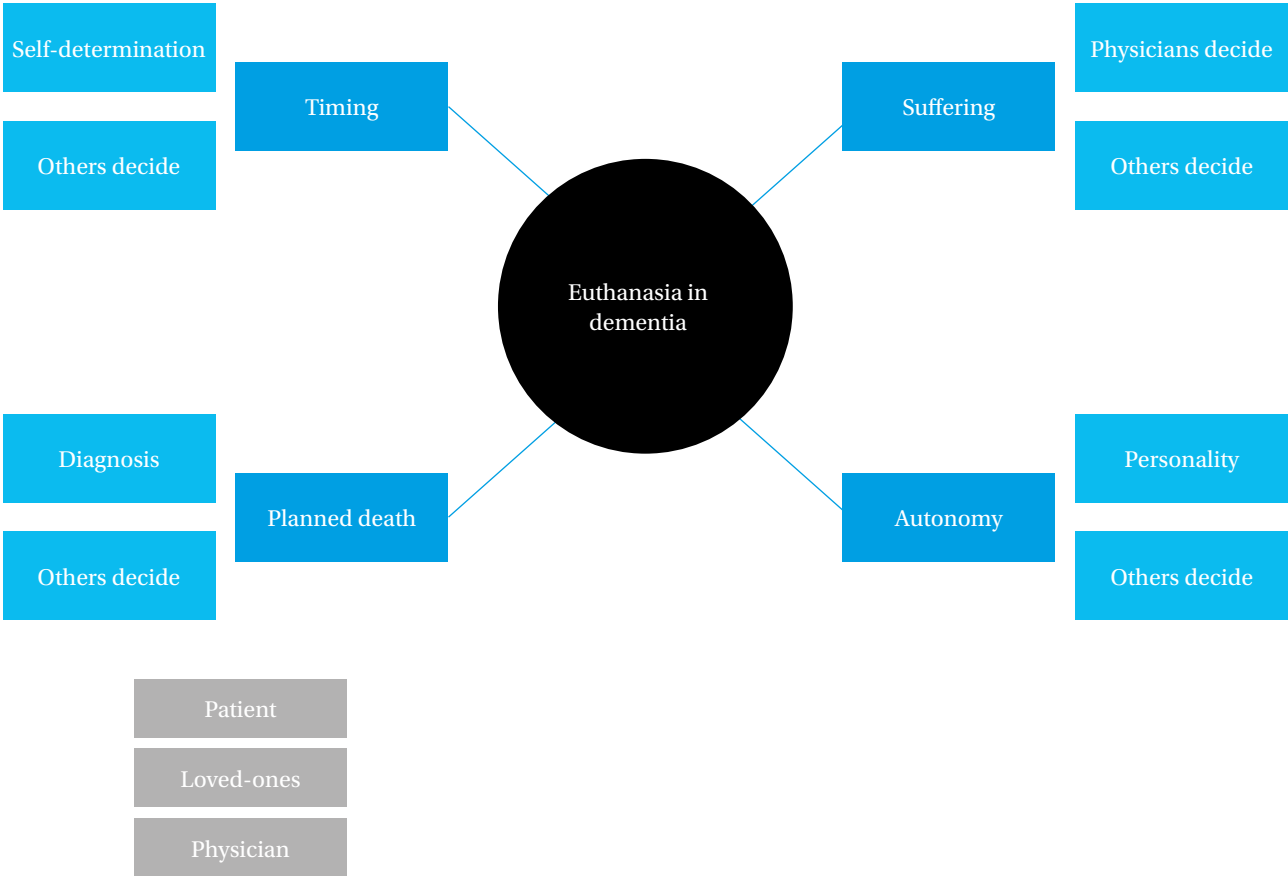 Self-determination
Timing
Others decide
Suffering
Physicians decide
Others decide
Euthanasia in
dementia
Diagnosis
Planned death
Others decide
Autonomy
Personality
Others decide
Patient
Loved-ones
Physician